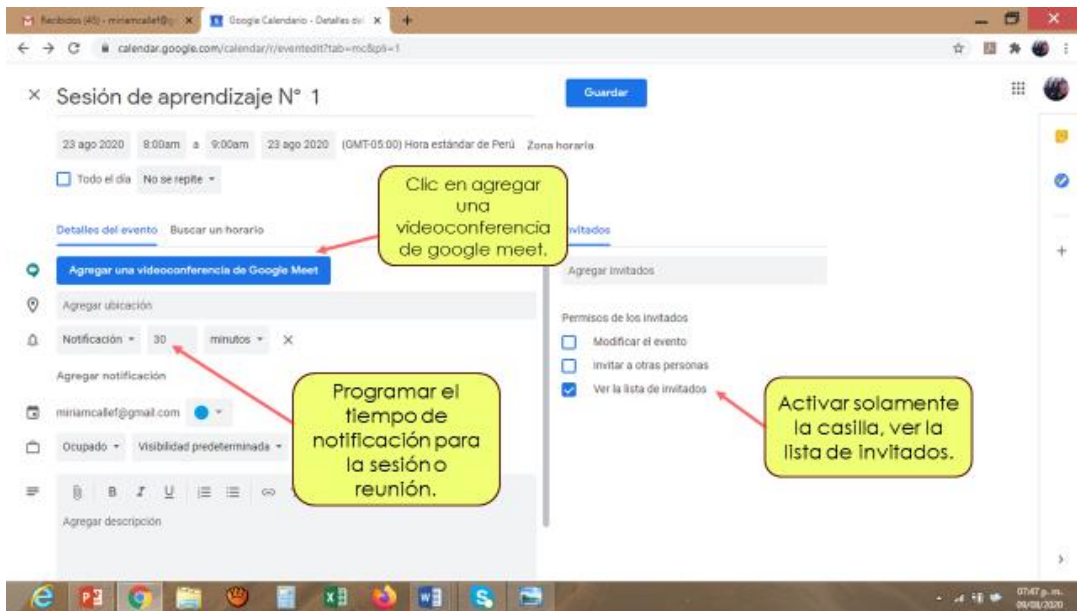 Recibidos (45) - miriamcallef@g
Google Calendario - Detalles del
calendar.google.com/calendar/r/eventedit?tab=mc&pli=1
Sesión de aprendizaje N° 1
Guardar
23 ago 2020 8:00am a 9:00am 23 ago 2020 (GMT-05:00) Hora estándar de Perú Zona horaria
Todo el día No se repite
Clic en agregar
una
videoconferencia
de google meet.
Detalles del evento Buscar un horario
Agregar una videoconferencia de Google Meet
Agregar ubicación
Notificación 30 minutos
Agregar notificación
miriamcallef@gmail.com
Ocupado Visibilidad predeterminada
B I U
Agregar descripción
Programar el
tiempo de
notificación para
la sesión o
reunión.
Agregar invitados
Permisos de los invitados
Modificar el evento
Invitar a otras personas
Ver la lista de invitados
Activar solamente
la casilla, ver la
lista de invitados.
07:47 p. m.
09/08/2020